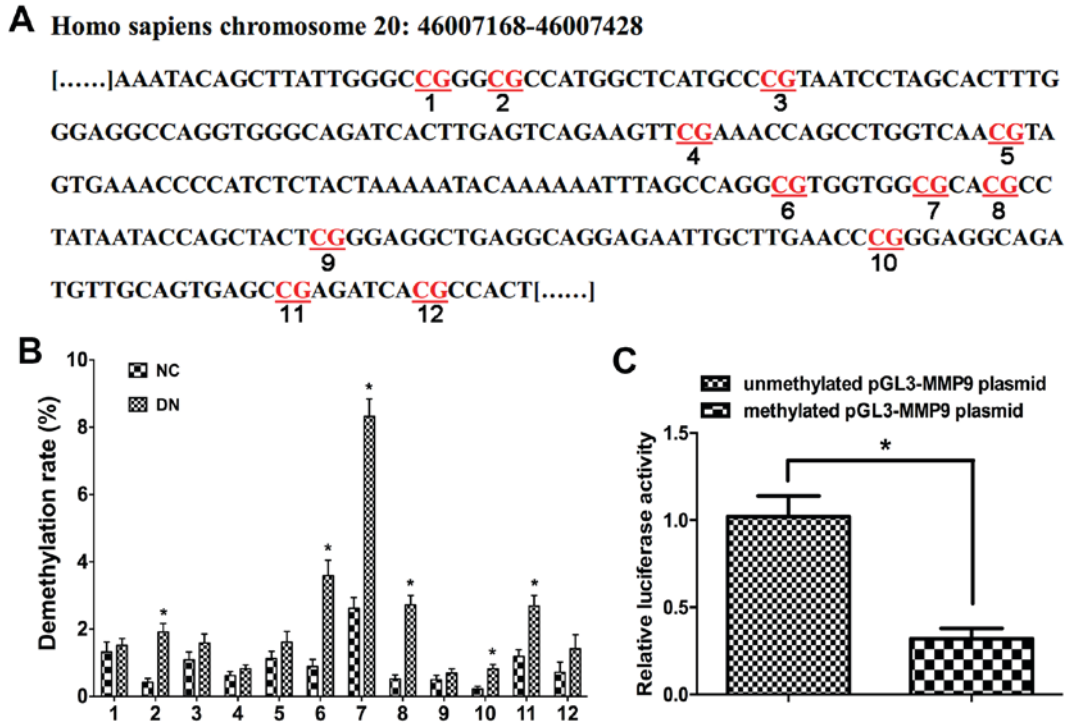 A Homo sapiens chromosome 20: 46007168-46007428
[......]AAATACAGCTTATTGGGCCGGGCGCCATGGCTCATGCCCGTAATCCTAGCACTTTG
1 2 3
GGAGGCCAGGTGGGCAGATCACTTGAGTCAGAAGTTCGAAACCAGCCTGGTCAACGTA
4 5
GTGAAACCCCATCTCTACTAAAAATACAAAAAATTTAGCCAGGCGTGGTGGCGCACGCC
6 7 8
TATAATACCAGCTACTCGGGAGGCTGAGGCAGGAGAATTGCTTGAACCCGGGAGGCAGA
9 10
TGTTGCAGTGAGCCGAGATCACGCCACT[......]
11 12
B
NC
DN
Demethylation rate (%)
10
8
6
4
2
0
* * * * * *
1 2 3 4 5 6 7 8 9 10 11 12
C
unmethylated pGL3-MMP9 plasmid
methylated pGL3-MMP9 plasmid
Relative luciferase activity
1.5
1.0
0.5
0.0
*